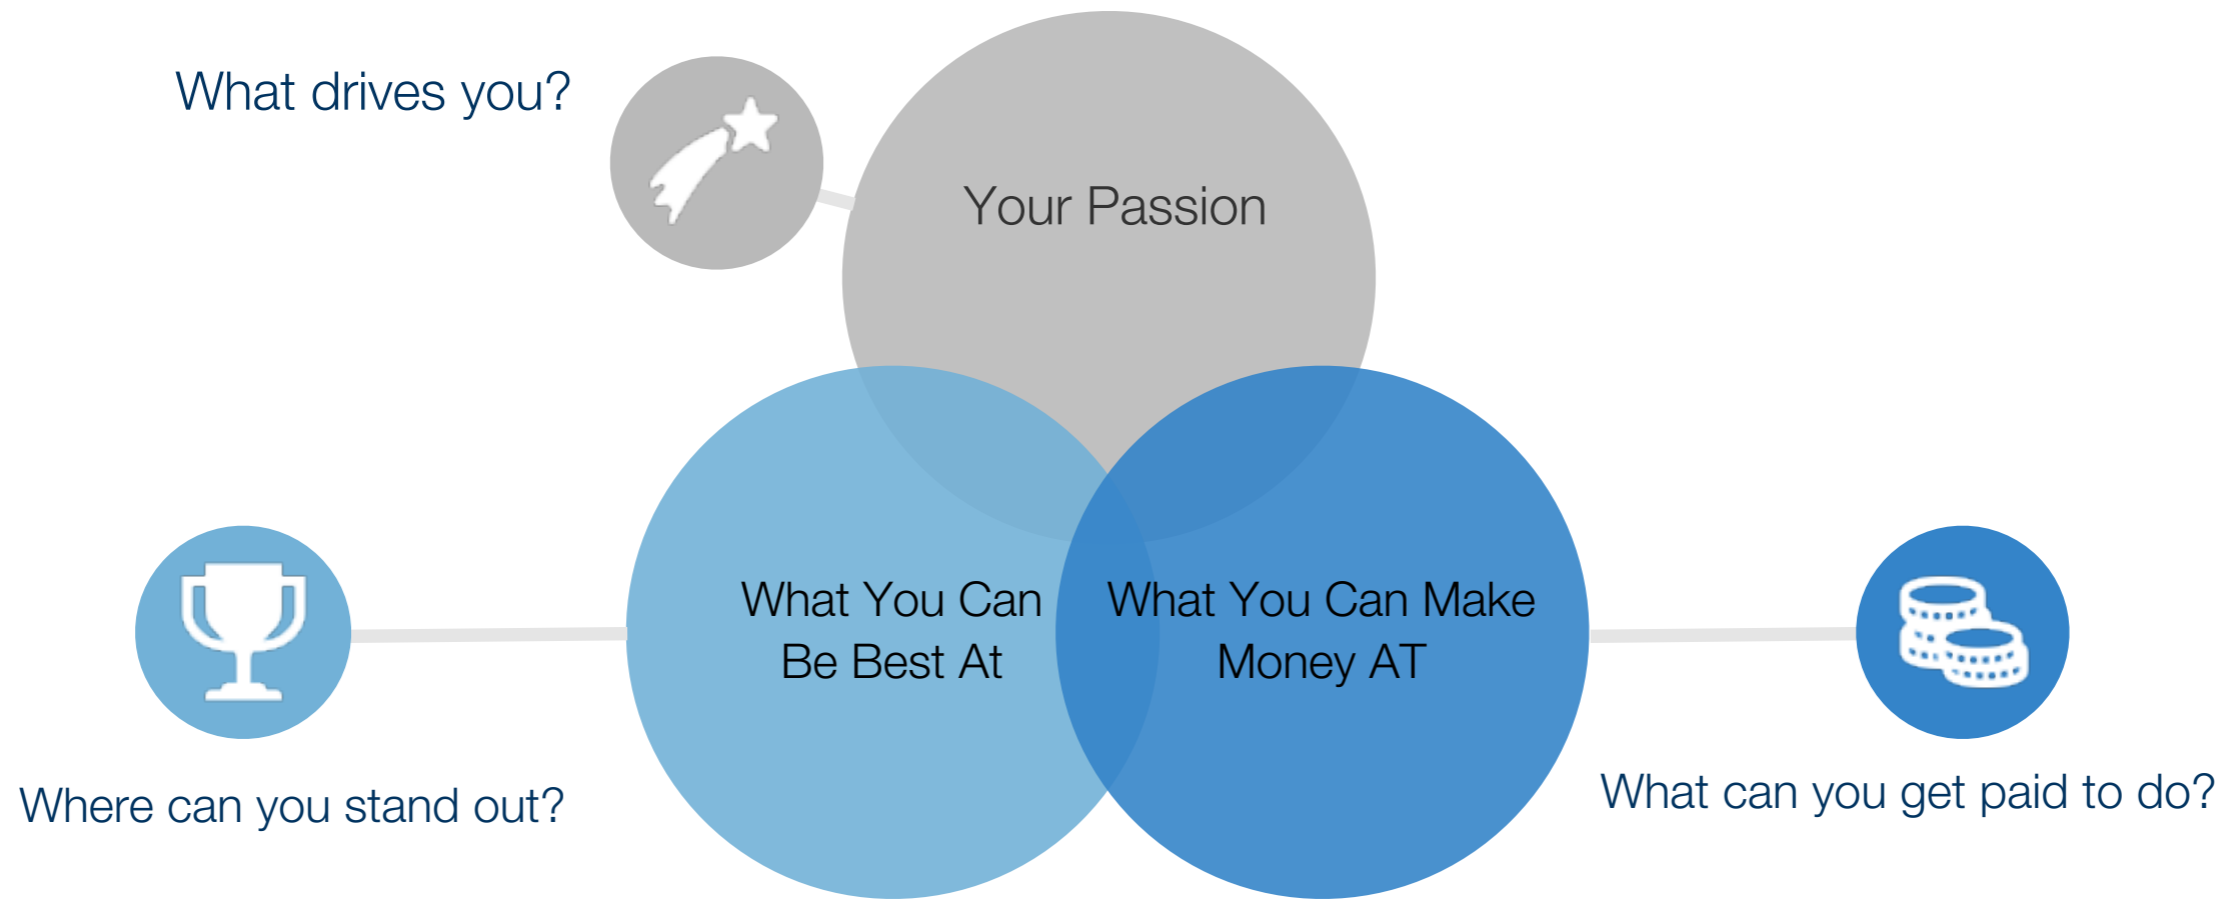 What drives you?
Your Passion
What You Can
Be Best At
What You Can Make
Money AT
Where can you stand out?
What can you get paid to do?